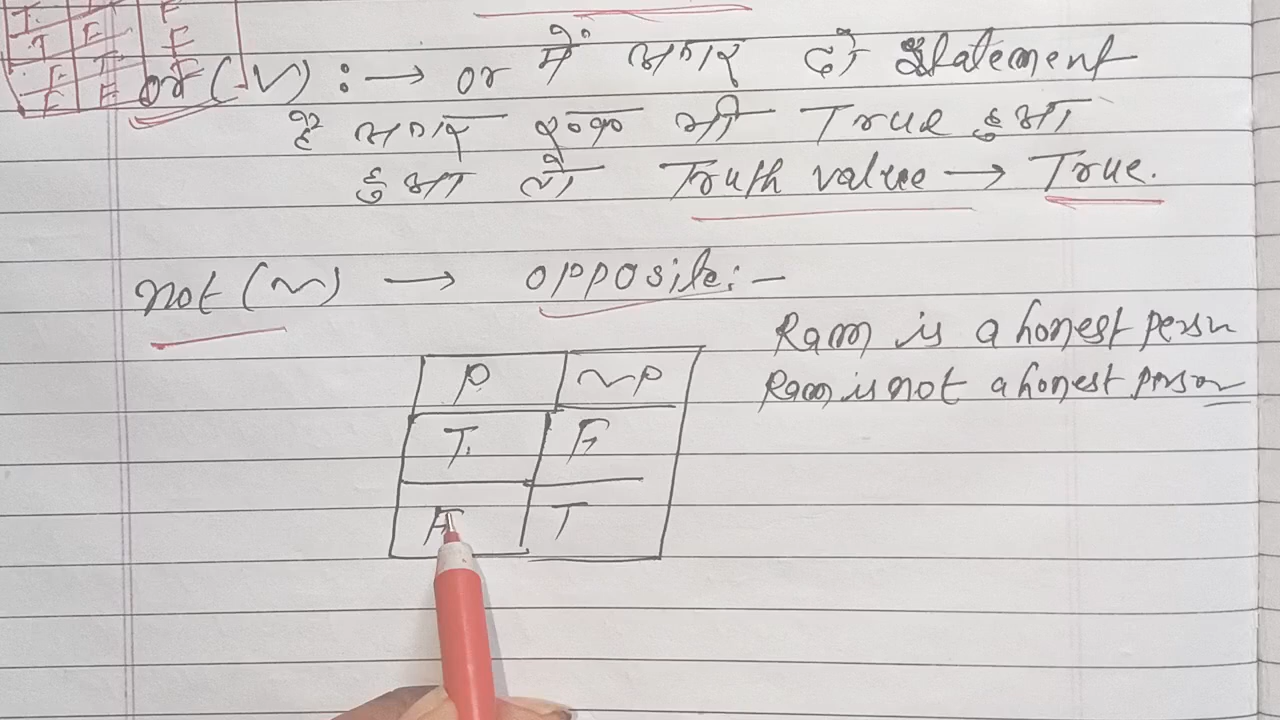 T F
T F F
F T F
F F F
or (V) :→ or में अगर दो Statement
है अगर एक भी True हुआ
हुआ तो Truth value → True.
not (~) → opposite:-
Ram is a honest person
Ram is not a honest person
P ~P
T. F
F T